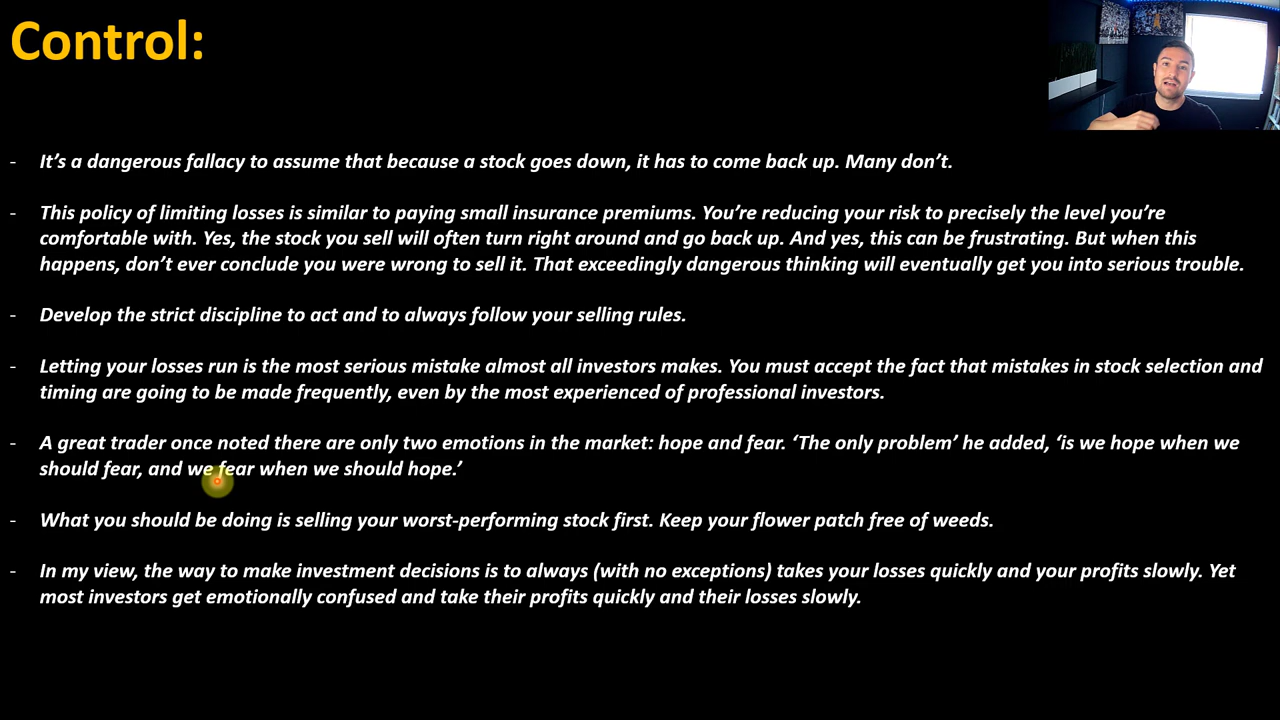 Control:
- It’s a dangerous fallacy to assume that because a stock goes down, it has to come back up. Many don’t.
- This policy of limiting losses is similar to paying small insurance premiums. You’re reducing your risk to precisely the level you’re
comfortable with. Yes, the stock you sell will often turn right around and go back up. And yes, this can be frustrating. But when this
happens, don’t ever conclude you were wrong to sell it. That exceedingly dangerous thinking will eventually get you into serious trouble.
- Develop the strict discipline to act and to always follow your selling rules.
- Letting your losses run is the most serious mistake almost all investors makes. You must accept the fact that mistakes in stock selection and
timing are going to be made frequently, even by the most experienced of professional investors.
- A great trader once noted there are only two emotions in the market: hope and fear. ‘The only problem’ he added, ‘is we hope when we
should fear, and we fear when we should hope.’
- What you should be doing is selling your worst-performing stock first. Keep your flower patch free of weeds.
- In my view, the way to make investment decisions is to always (with no exceptions) takes your losses quickly and your profits slowly. Yet
most investors get emotionally confused and take their profits quickly and their losses slowly.